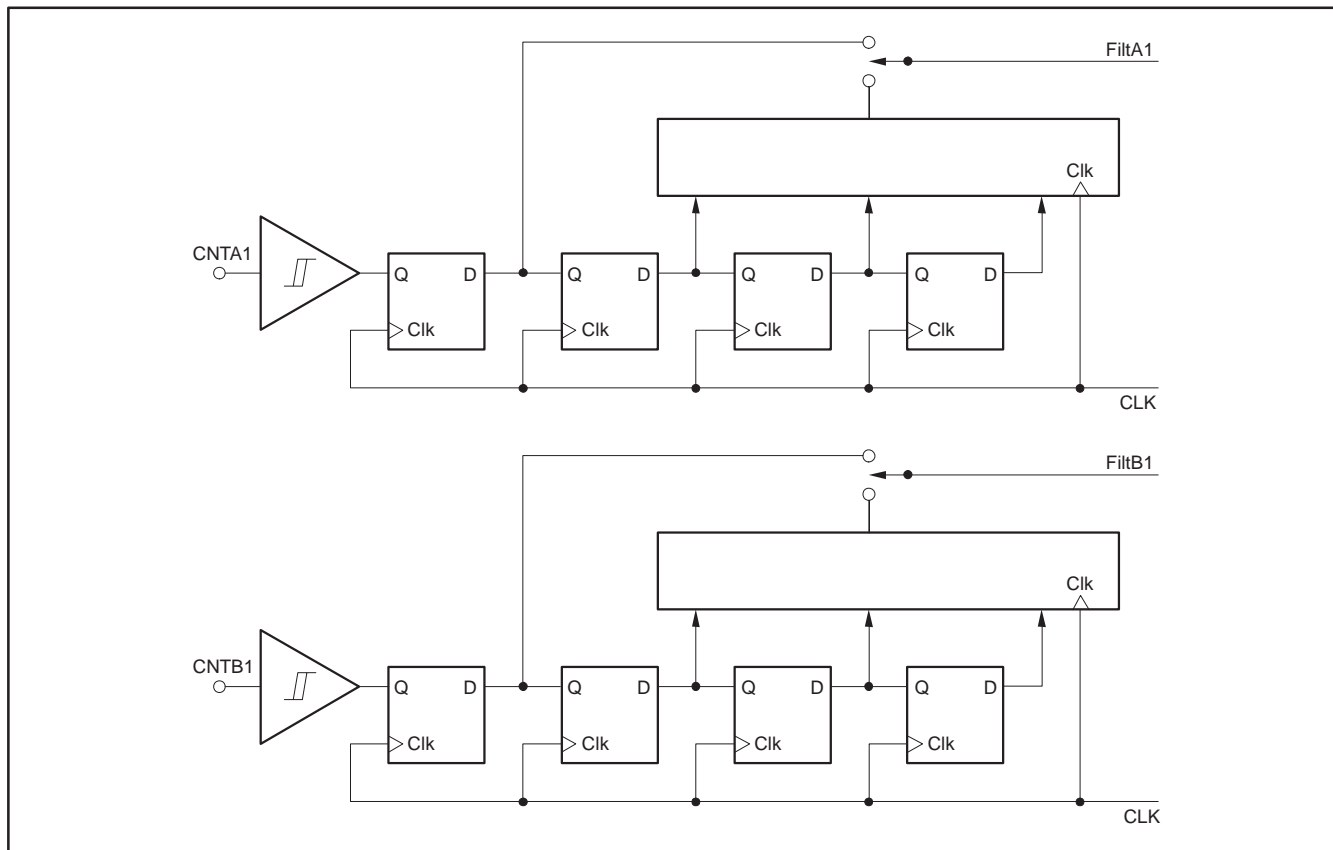 FiltA1
Clk
CNTA1
Q D Q D Q D Q D
Clk Clk Clk Clk
CLK
FiltB1
Clk
CNTB1
Q D Q D Q D Q D
Clk Clk Clk Clk
CLK